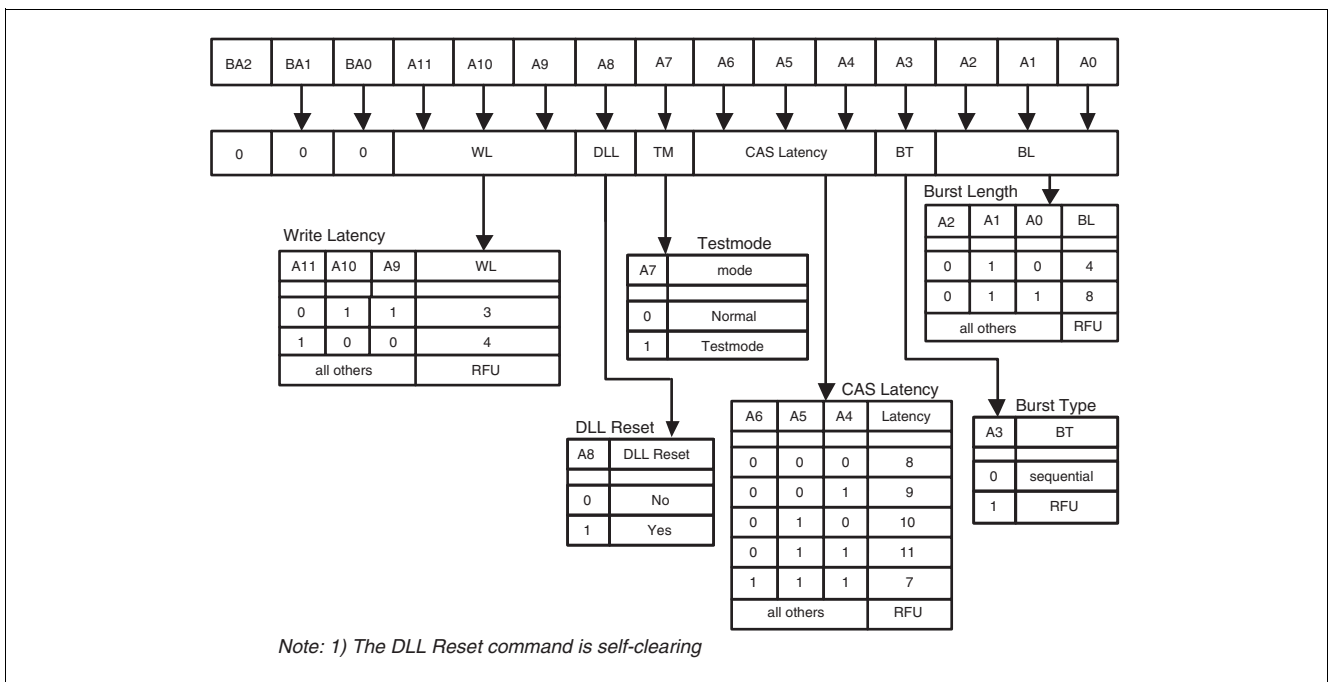 BA2 BA1 BA0 A11 A10 A9 A8 A7 A6 A5 A4 A3 A2 A1 A0
0 0 0 WL DLL TM CAS Latency BT BL
Write Latency
A11 A10 A9 WL
0 1 1 3
1 0 0 4
all others RFU
DLL Reset
A8 DLL Reset
0 No
1 Yes
Testmode
A7 mode
0 Normal
1 Testmode
CAS Latency
A6 A5 A4 Latency
0 0 0 8
0 0 1 9
0 1 0 10
0 1 1 11
1 1 1 7
all others RFU
Burst Length
A2 A1 A0 BL
0 1 0 4
0 1 1 8
all others RFU
Burst Type
A3 BT
0 sequential
1 RFU
Note: 1) The DLL Reset command is self-clearing